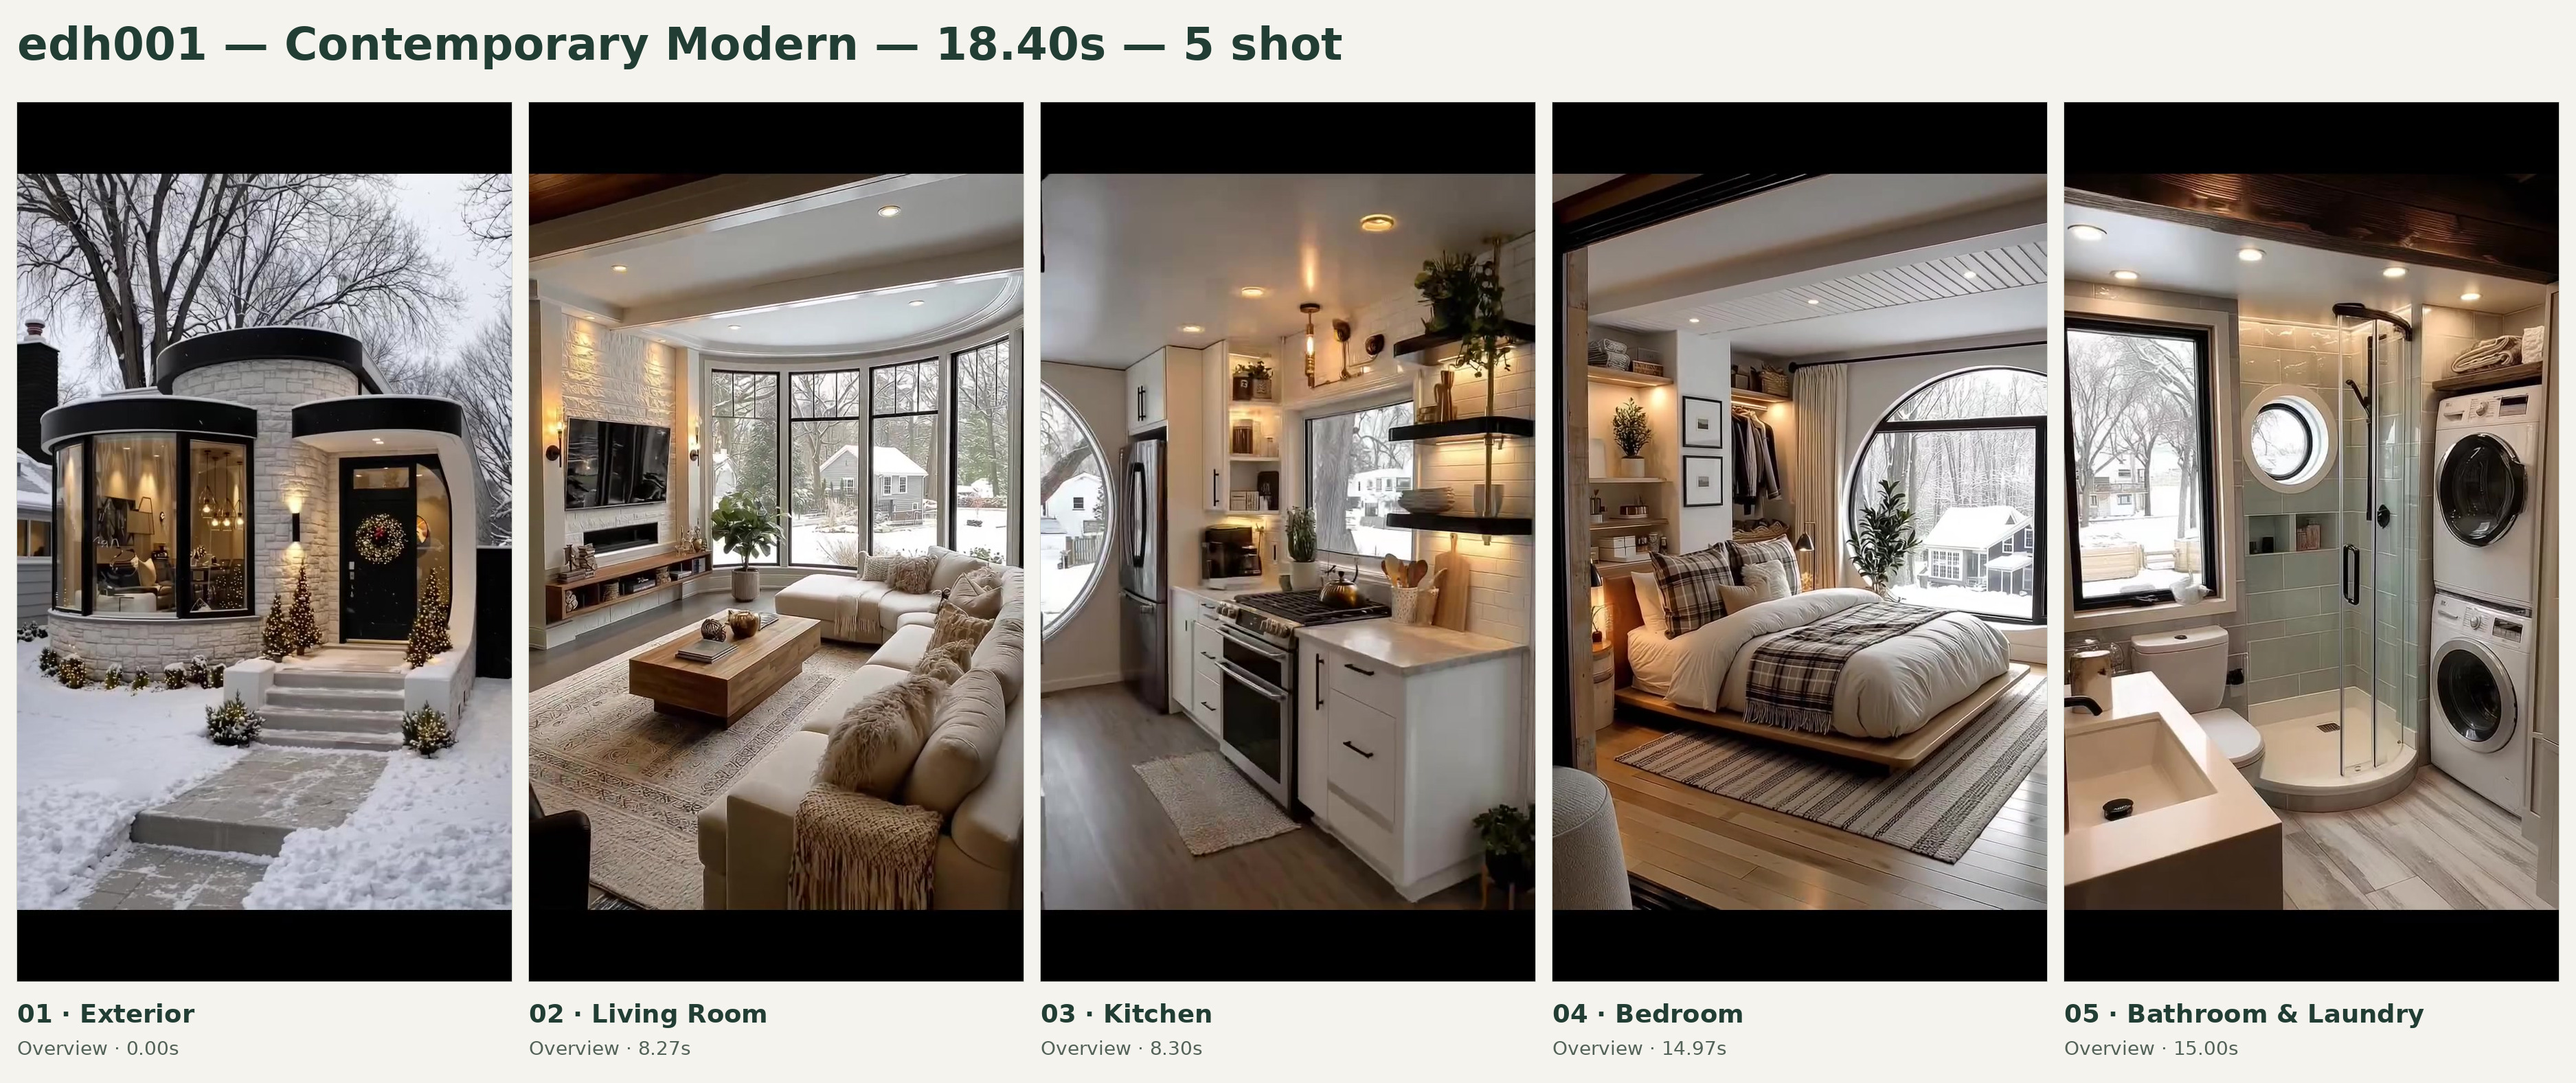 edh001 — Contemporary Modern — 18.40s — 5 shot
01 · Exterior
Overview · 0.00s
02 · Living Room
Overview · 8.27s
03 · Kitchen
Overview · 8.30s
04 · Bedroom
Overview · 14.97s
05 · Bathroom & Laundry
Overview · 15.00s